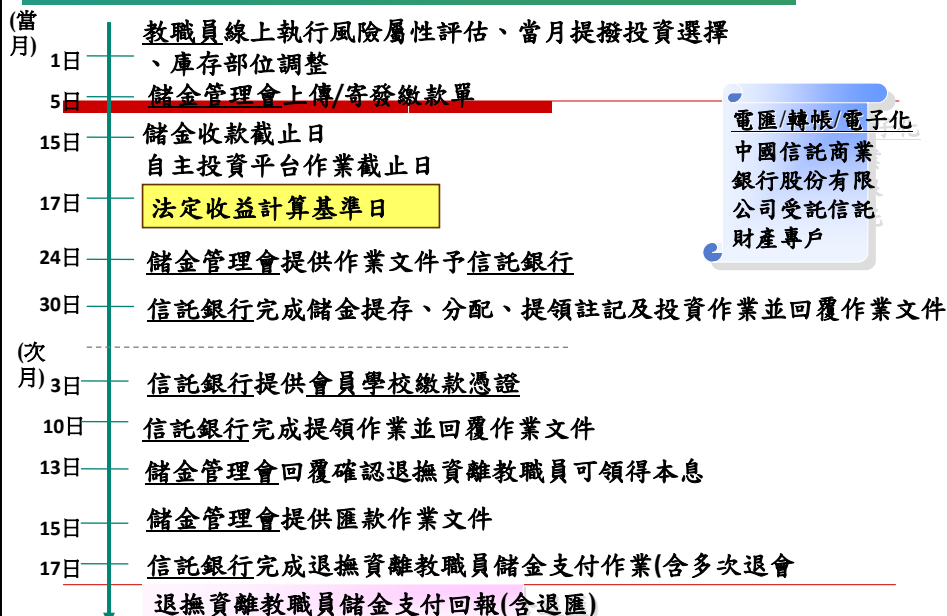 (當月)
1日
教職員線上執行風險屬性評估、當月提撥投資選擇
、庫存部位調整
5日
儲金管理會上傳/寄發繳款單
15日
儲金收款截止日
自主投資平台作業截止日
電匯/轉帳/電子化
中國信託商業
銀行股份有限
公司受託信託
財產專戶
17日
法定收益計算基準日
24日
儲金管理會提供作業文件予信託銀行
30日
信託銀行完成儲金提存、分配、提領註記及投資作業並回覆作業文件
(次月)
3日
信託銀行提供會員學校繳款憑證
10日
信託銀行完成提領作業並回覆作業文件
13日
儲金管理會回覆確認退撫資離教職員可領得本息
15日
儲金管理會提供匯款作業文件
17日
信託銀行完成退撫資離教職員儲金支付作業(含多次退會
退撫資離教職員儲金支付回報(含退匯)